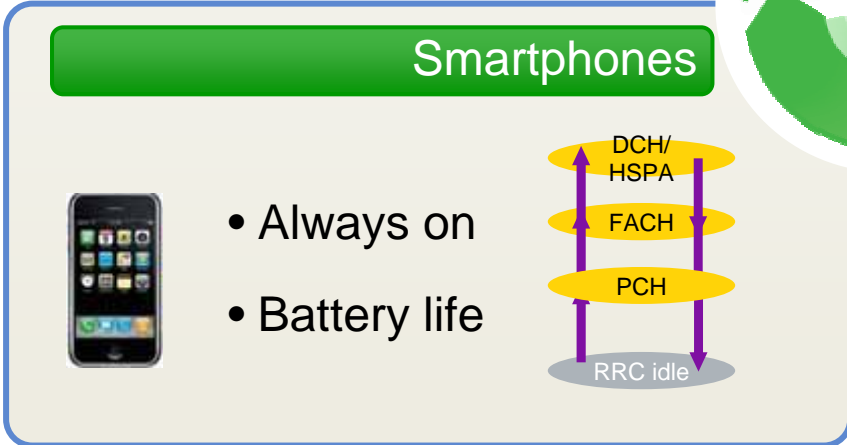 Smartphones
• Always on
• Battery life
DCH/
HSPA
FACH
PCH
RRC idle